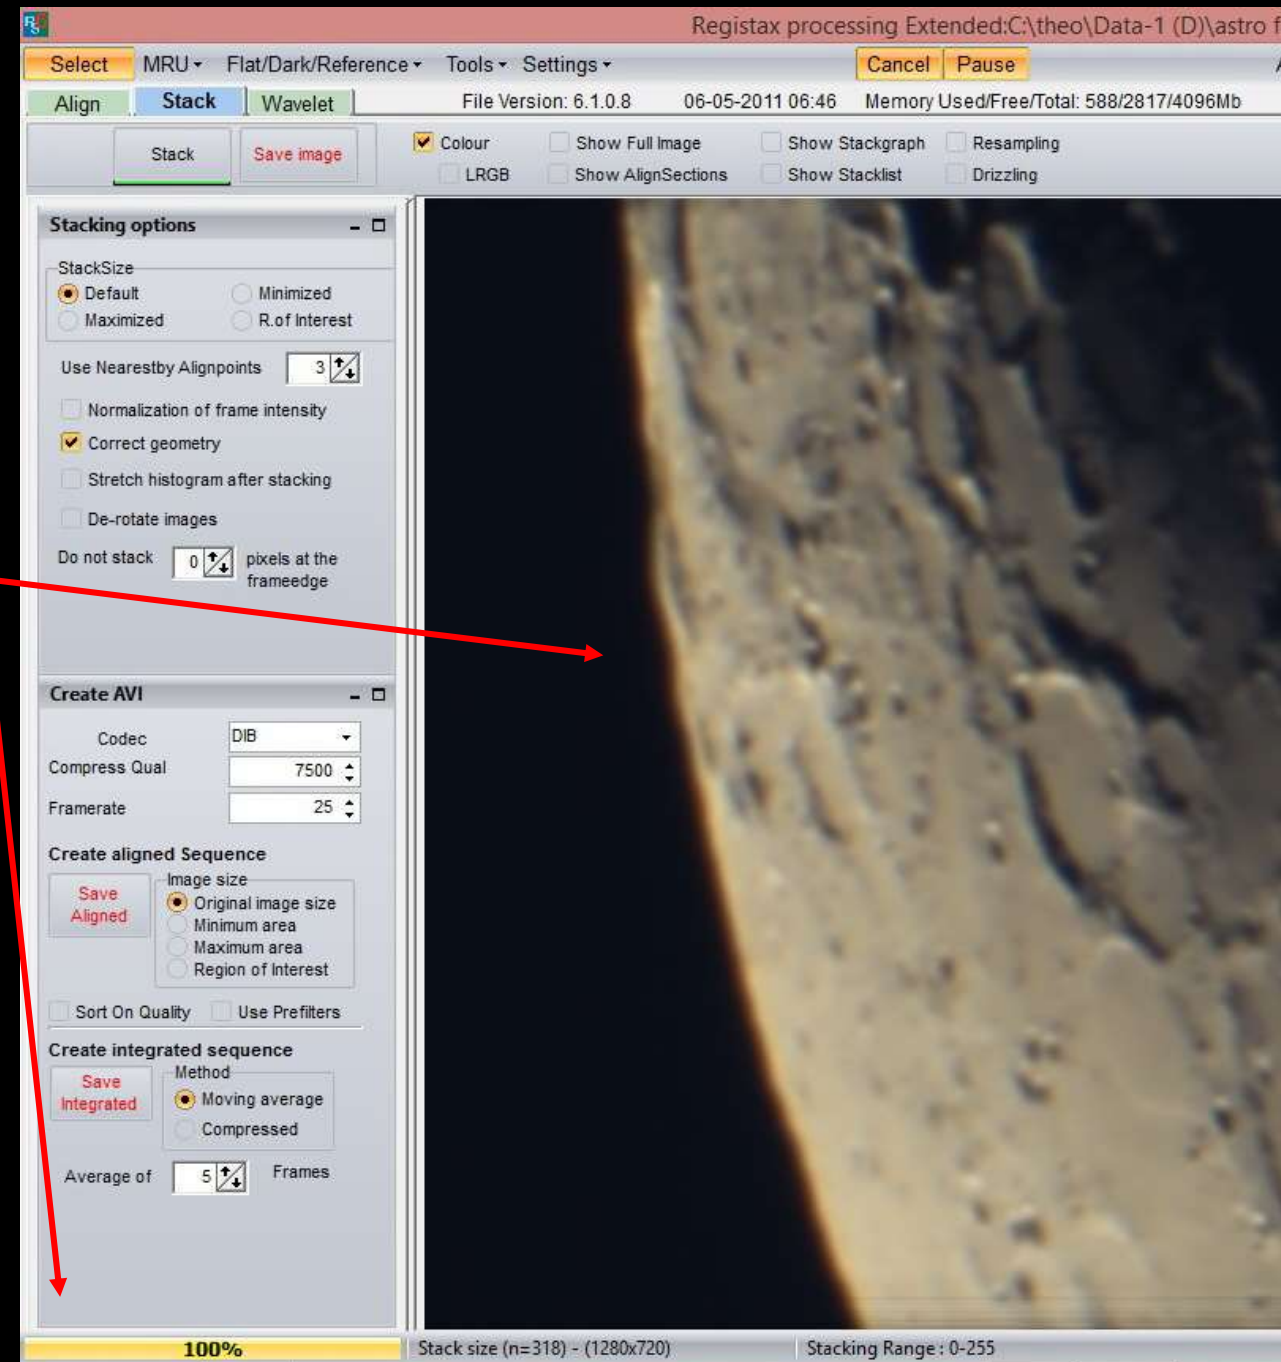 RS
Registax processing Extended:C:\theo\Data-1 (D)\astro f
Select MRU Flat/Dark/Reference Tools Settings Cancel Pause
Align Stack Wavelet File Version: 6.1.0.8 06-05-2011 06:46 Memory Used/Free/Total: 588/2817/4096Mb
Stack Save image Colour Show Full Image Show Stackgraph Resampling
LRGB Show AlignSections Show Stacklist Drizzling
Stacking options
StackSize
Default Minimized
Maximized R.of Interest
Use Nearestby Alignpoints 3
Normalization of frame intensity
Correct geometry
Stretch histogram after stacking
De-rotate images
Do not stack 0 pixels at the
frameedge
Create AVI
Codec DIB
Compress Qual 7500
Framerate 25
Create aligned Sequence
Save Aligned
Image size
Original image size
Minimum area
Maximum area
Region of Interest
Sort On Quality Use Prefilters
Create integrated sequence
Save Integrated
Method
Moving average
Compressed
Average of 5 Frames
100% Stack size (n=318) - (1280x720) Stacking Range : 0-255